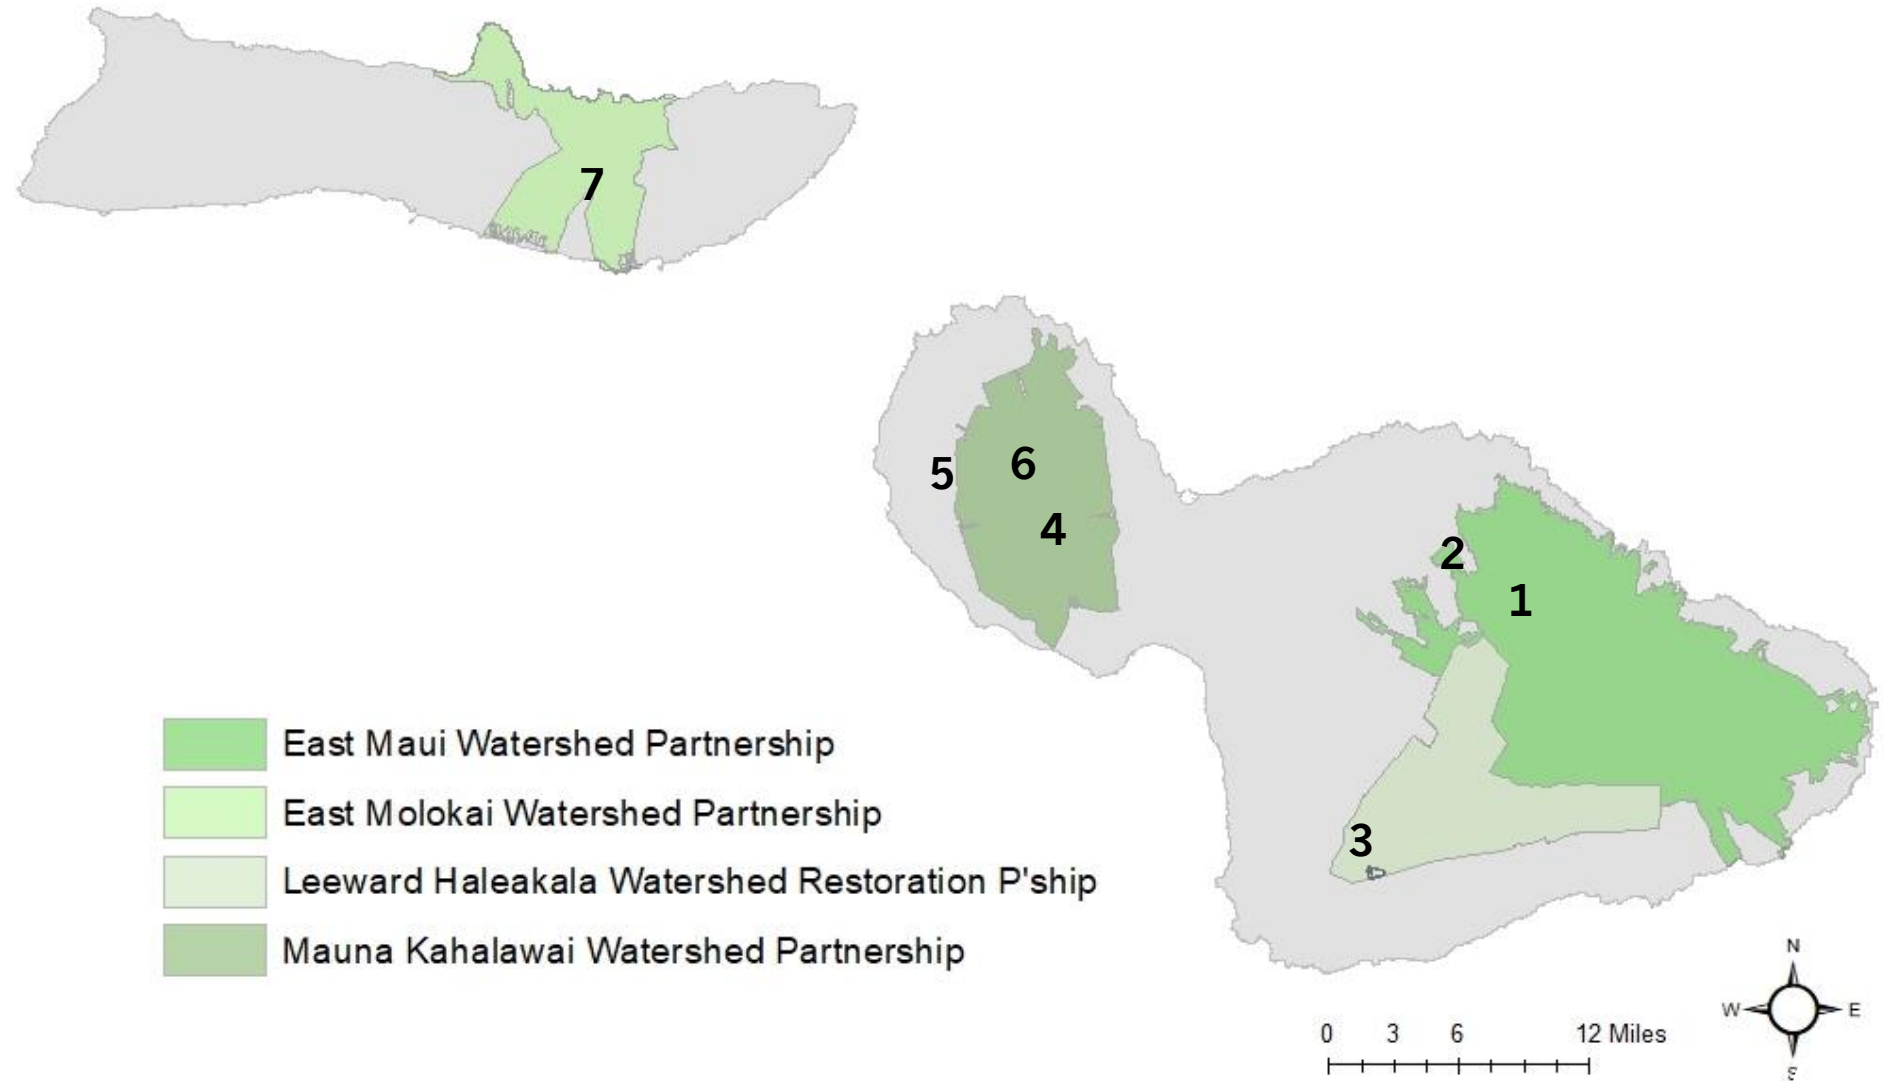 7
5
6
4
2
1
3
East Maui Watershed Partnership
East Molokai Watershed Partnership
Leeward Haleakala Watershed Restoration P'ship
Mauna Kahalawai Watershed Partnership
N
W E
S
0 3 6 12 Miles